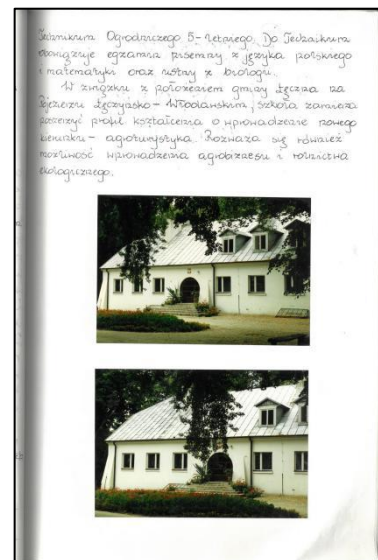 Technikum Ogrodniczego 5-letniego. Do Technikum
obowiązuje egzamin pisemny z języka polskiego
i matematyki oraz ustny z biologii.
W związku z położeniem gminy Łęczna na
Pojezierzu Łęczyńsko-Włodawskim, szkoła zamierza
poszerzyć profil kształcenia o wprowadzenie nowego
kierunku - agroturystyka. Rozważa się również
możliwość wprowadzenia agrobiznesu i rolnictwa
ekologicznego.